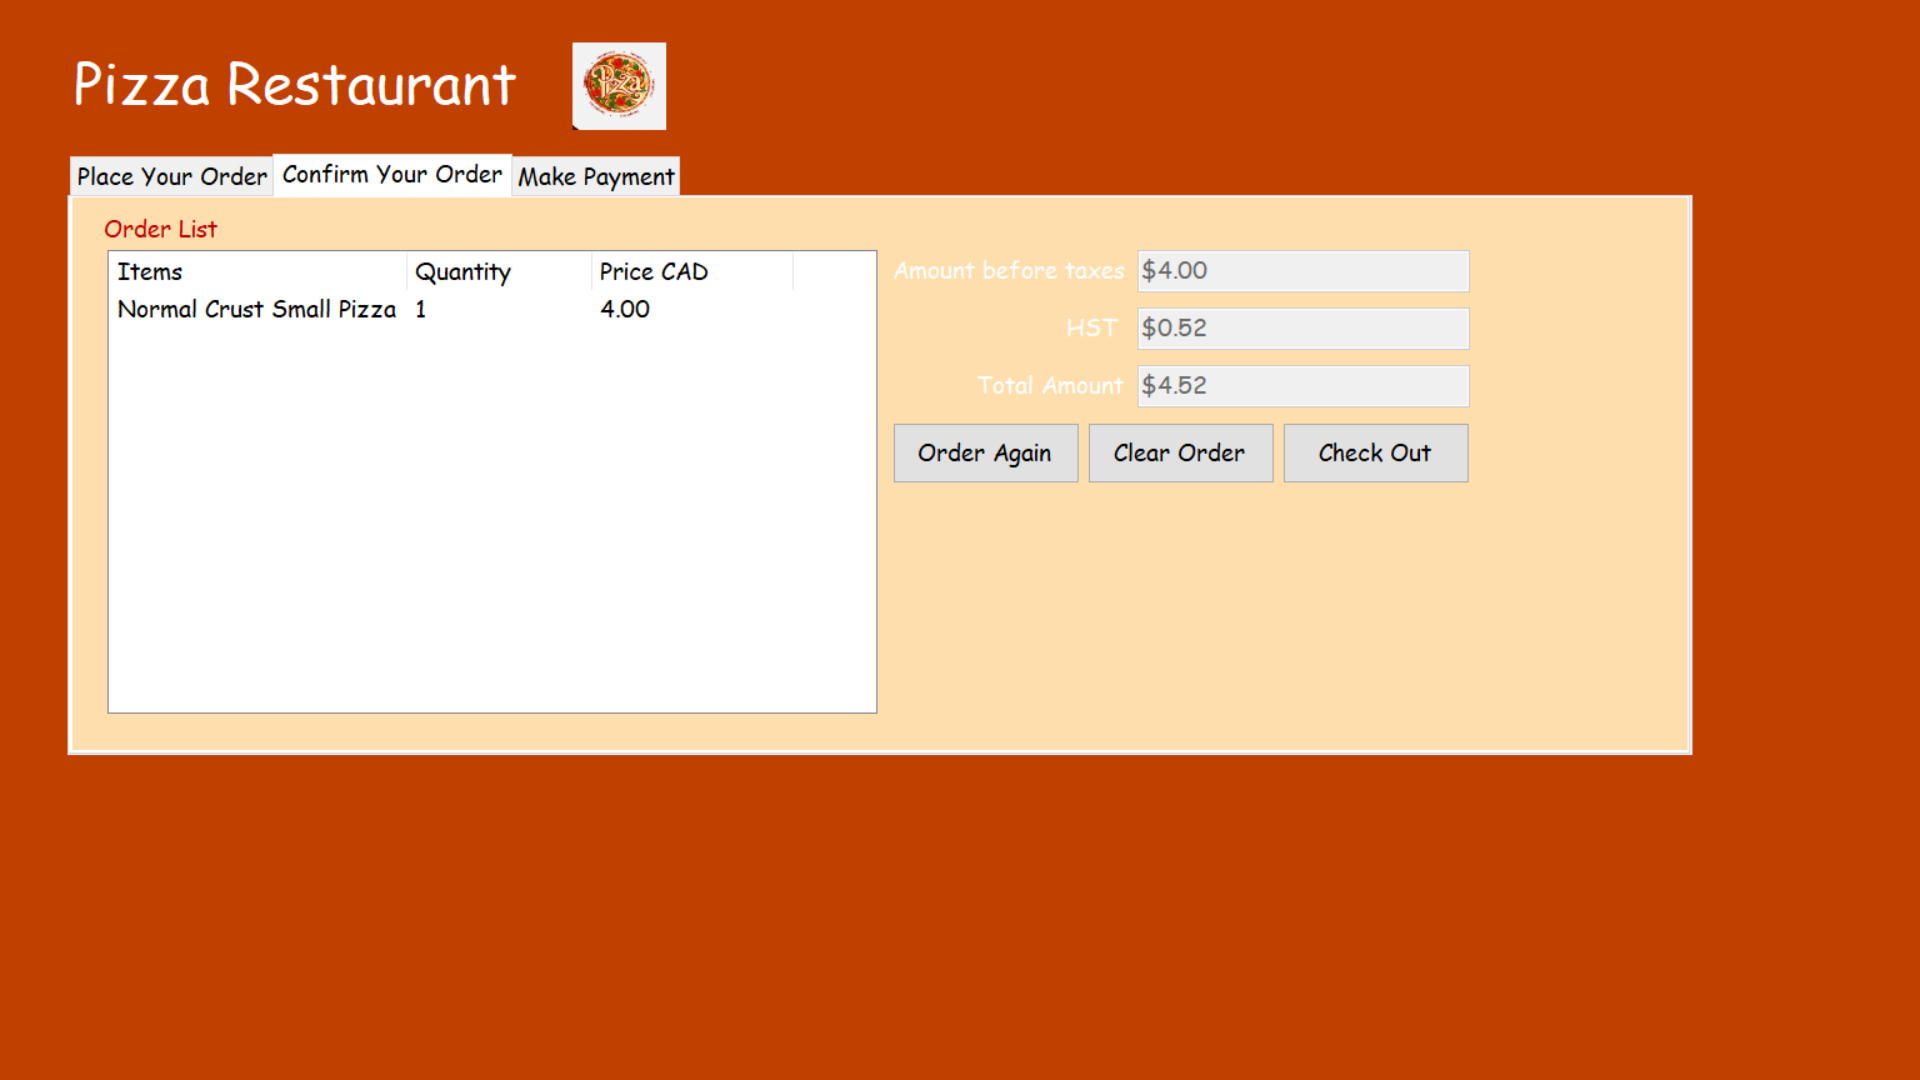 Pizza Restaurant
Pizza
Place Your Order
Confirm Your Order
Make Payment
Order List
Items Quantity Price CAD
Normal Crust Small Pizza 1 4.00
Amount before taxes $4.00
HST $0.52
Total Amount $4.52
Order Again
Clear Order
Check Out